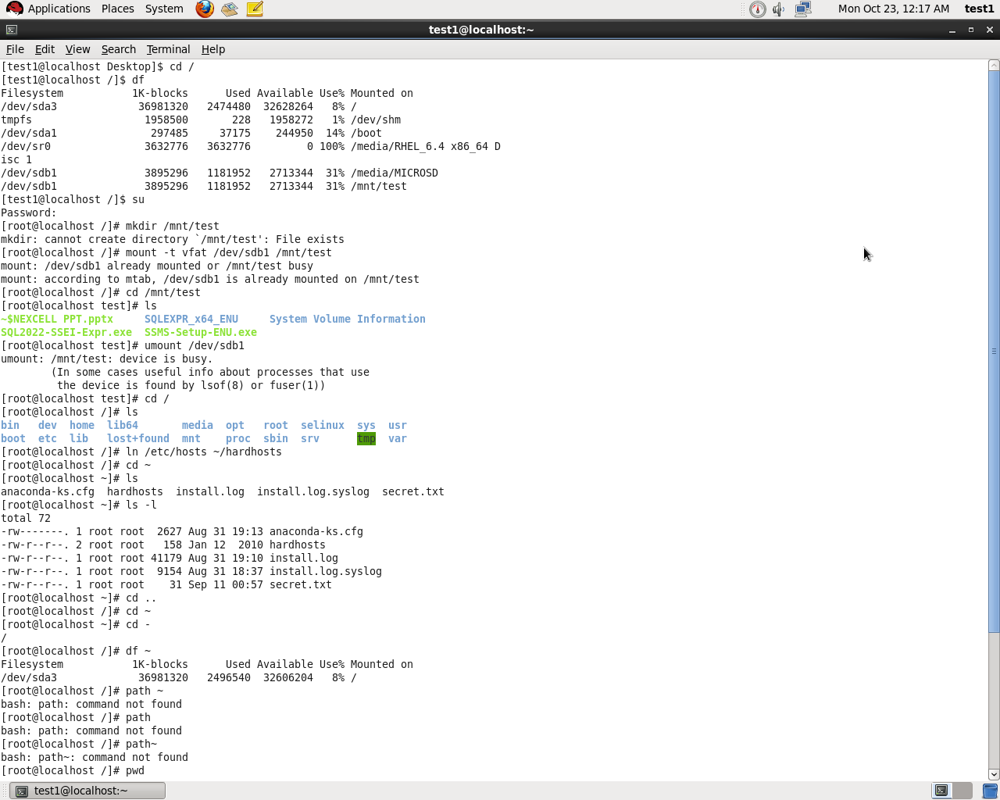 Applications Places System Mon Oct 23, 12:17 AM test1
test1@localhost:~
File Edit View Search Terminal Help
[test1@localhost Desktop]$ cd /
[test1@localhost /]$ df
Filesystem           1K-blocks      Used Available Use% Mounted on
/dev/sda3             36981320   2474480  32628264   8% /
tmpfs                  1958500       228   1958272   1% /dev/shm
/dev/sda1               297485     37175    244950  14% /boot
/dev/sr0               3632776   3632776         0 100% /media/RHEL_6.4 x86_64 D
isc 1
/dev/sdb1              3895296   1181952   2713344  31% /media/MICROSD
/dev/sdb1              3895296   1181952   2713344  31% /mnt/test
[test1@localhost /]$ su
Password:
[root@localhost /]# mkdir /mnt/test
mkdir: cannot create directory `/mnt/test': File exists
[root@localhost /]# mount -t vfat /dev/sdb1 /mnt/test
mount: /dev/sdb1 already mounted or /mnt/test busy
mount: according to mtab, /dev/sdb1 is already mounted on /mnt/test
[root@localhost /]# cd /mnt/test
[root@localhost test]# ls
~$NEXCELL PPT.pptx     SQLEXPR_x64_ENU     System Volume Information
SQL2022-SSEI-Expr.exe  SSMS-Setup-ENU.exe
[root@localhost test]# umount /dev/sdb1
umount: /mnt/test: device is busy.
        (In some cases useful info about processes that use
         the device is found by lsof(8) or fuser(1))
[root@localhost test]# cd /
[root@localhost /]# ls
bin   dev  home  lib64       media  opt   root  selinux  sys  usr
boot  etc  lib   lost+found  mnt    proc  sbin  srv      tmp  var
[root@localhost /]# ln /etc/hosts ~/hardhosts
[root@localhost /]# cd ~
[root@localhost ~]# ls
anaconda-ks.cfg  hardhosts  install.log  install.log.syslog  secret.txt
[root@localhost ~]# ls -l
total 72
-rw-------. 1 root root  2627 Aug 31 19:13 anaconda-ks.cfg
-rw-r--r--. 2 root root   158 Jan 12  2010 hardhosts
-rw-r--r--. 1 root root 41179 Aug 31 19:10 install.log
-rw-r--r--. 1 root root  9154 Aug 31 18:37 install.log.syslog
-rw-r--r--. 1 root root    31 Sep 11 00:57 secret.txt
[root@localhost ~]# cd ..
[root@localhost /]# cd ~
[root@localhost ~]# cd -
/
[root@localhost /]# df ~
Filesystem           1K-blocks      Used Available Use% Mounted on
/dev/sda3             36981320   2496540  32606204   8% /
[root@localhost /]# path ~
bash: path: command not found
[root@localhost /]# path
bash: path: command not found
[root@localhost /]# path~
bash: path~: command not found
[root@localhost /]# pwd
test1@localhost:~